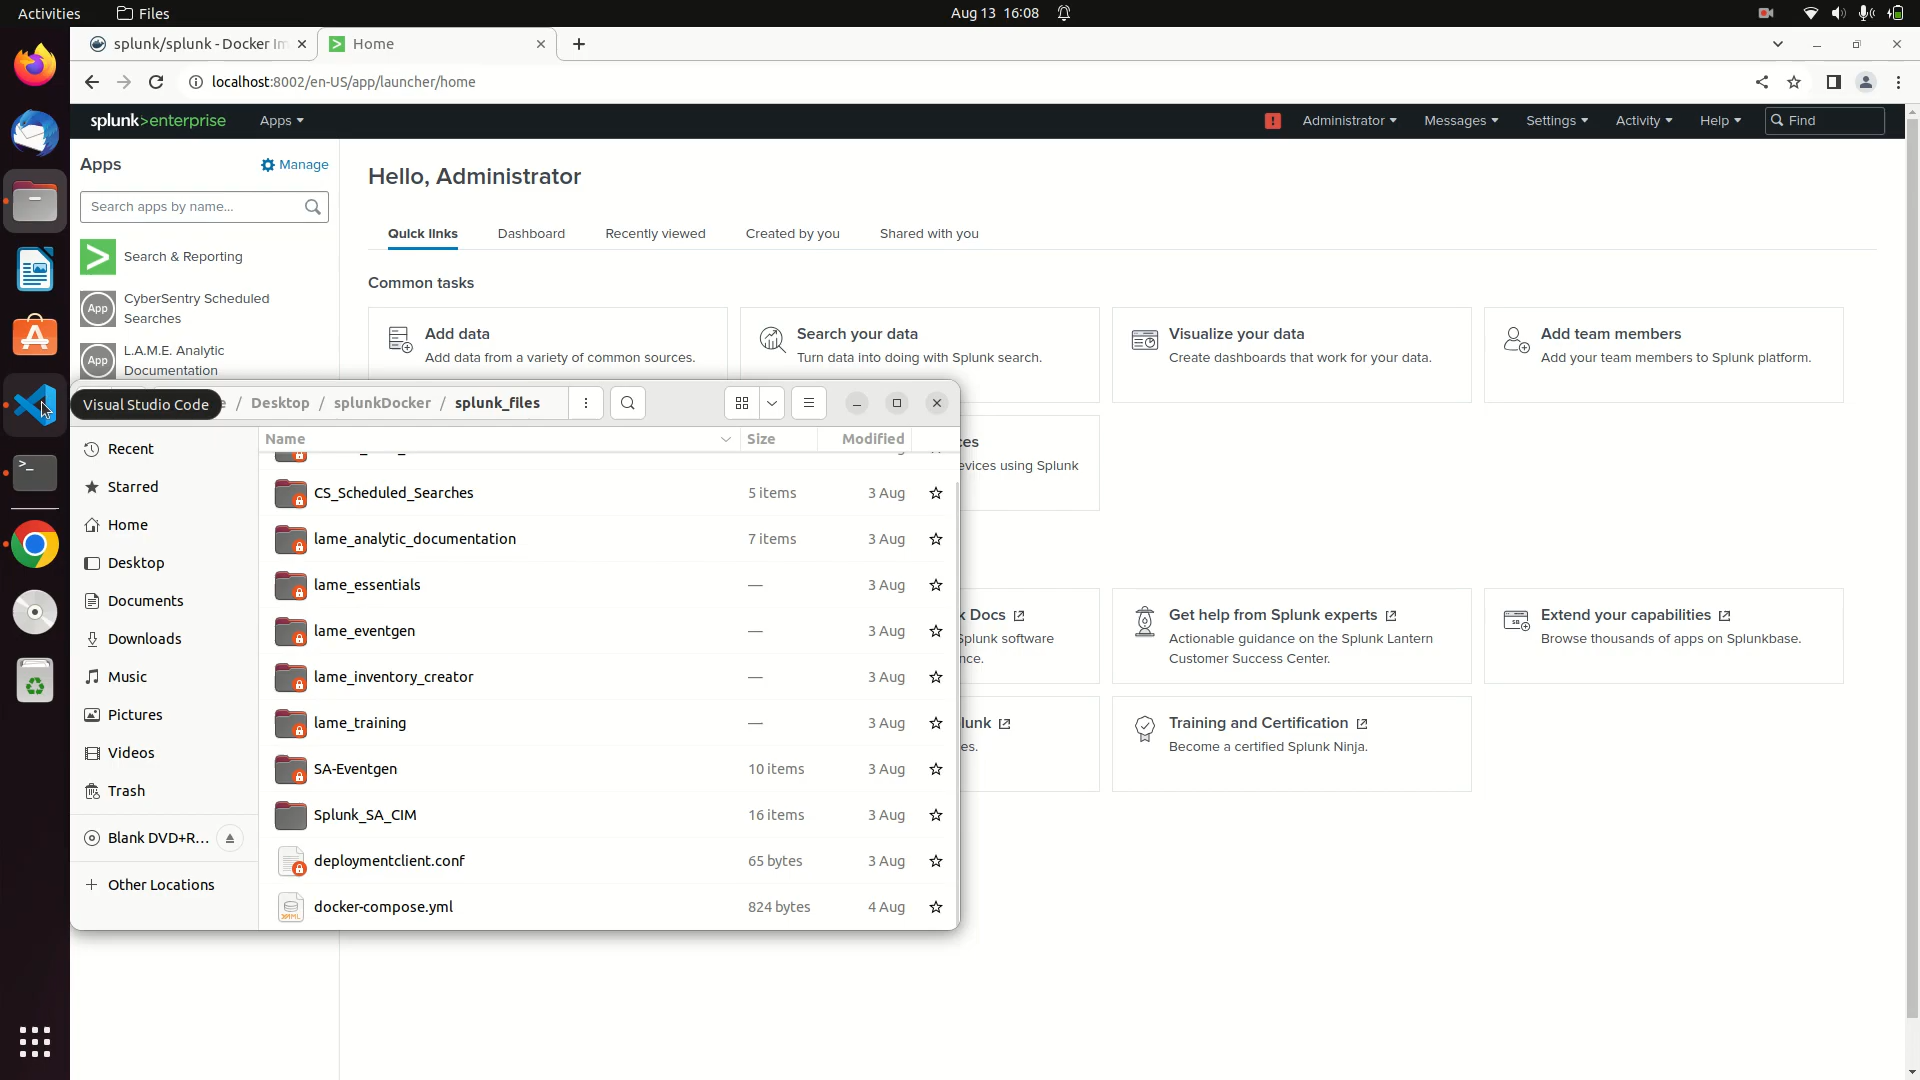 Activities
Files
Aug 13 16:08
splunk/splunk - Docker Im
Home
localhost:8002/en-US/app/launcher/home
splunk>enterprise
Apps
Administrator
Messages
Settings
Activity
Help
Find
Apps
Manage
Search apps by name...
Search & Reporting
App
CyberSentry Scheduled
Searches
App
L.A.M.E. Analytic
Documentation
Hello, Administrator
Quick links
Dashboard
Recently viewed
Created by you
Shared with you
Common tasks
Add data
Add data from a variety of common sources.
Search your data
Turn data into doing with Splunk search.
Visualize your data
Create dashboards that work for your data.
Add team members
Add your team members to Splunk platform.
evices using Splunk
k Docs
Splunk software
Get help from Splunk experts
Actionable guidance on the Splunk Lantern
Customer Success Center.
Extend your capabilities
Browse thousands of apps on Splunkbase.
lunk
Training and Certification
Become a certified Splunk Ninja.
Visual Studio Code
e / Desktop / splunkDocker / splunk_files
Name
Size
Modified
Recent
Starred
Home
Desktop
Documents
Downloads
Music
Pictures
Videos
Trash
Blank DVD+R...
Other Locations
CS_Scheduled_Searches 5 items 3 Aug
lame_analytic_documentation 7 items 3 Aug
lame_essentials — 3 Aug
lame_eventgen — 3 Aug
lame_inventory_creator — 3 Aug
lame_training — 3 Aug
SA-Eventgen 10 items 3 Aug
Splunk_SA_CIM 16 items 3 Aug
deploymentclient.conf 65 bytes 3 Aug
docker-compose.yml 824 bytes 4 Aug